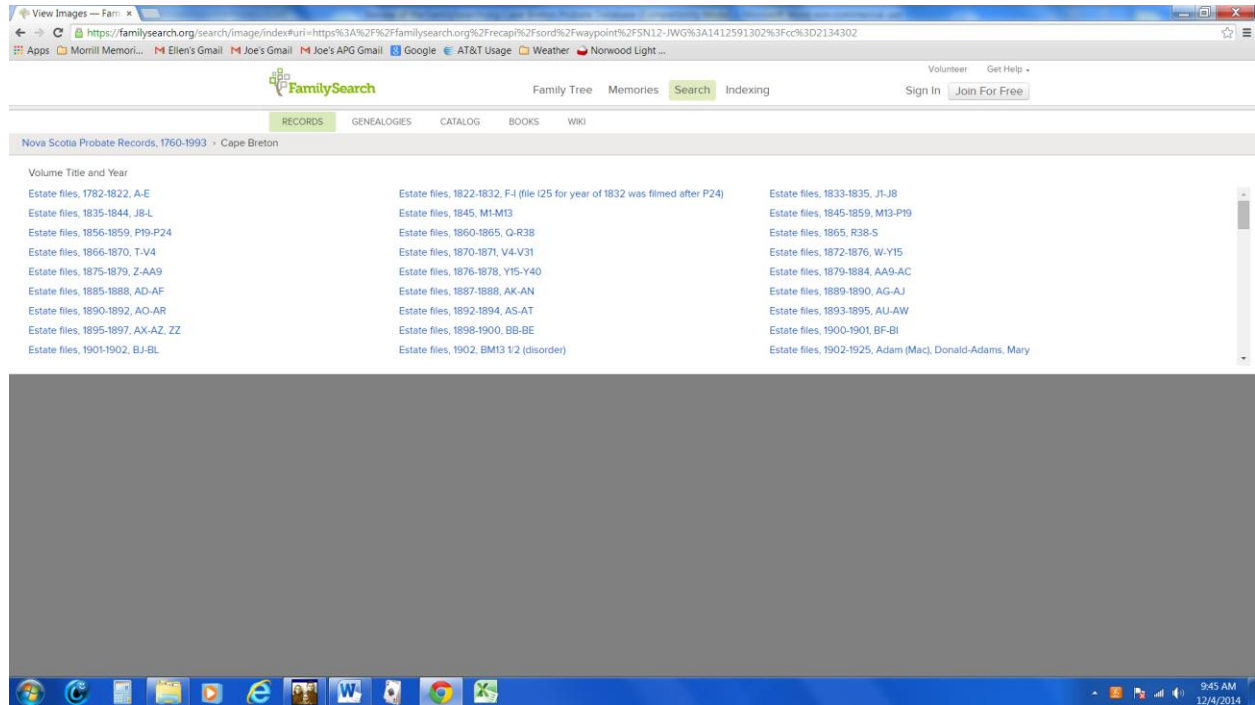 View Images — Fam
https://familysearch.org/search/image/index#uri=https%3A%2F%2Ffamilysearch.org%2Frecapi%2Fsord%2Fwaypoint%2FSN12-JWG%3A1412591302%3Fcc%3D2134302
Apps Morrill Memori... Ellen's Gmail Joe's Gmail Joe's APG Gmail Google AT&T Usage Weather Norwood Light ...
Volunteer Get Help
FamilySearch Family Tree Memories Search Indexing Sign In Join For Free
RECORDS GENEALOGIES CATALOG BOOKS WIKI
Nova Scotia Probate Records, 1760-1993 › Cape Breton
Volume Title and Year
Estate files, 1782-1822, A-E Estate files, 1822-1832, F-I (file I25 for year of 1832 was filmed after P24) Estate files, 1833-1835, J1-J8
Estate files, 1835-1844, J8-L Estate files, 1845, M1-M13 Estate files, 1845-1859, M13-P19
Estate files, 1856-1859, P19-P24 Estate files, 1860-1865, Q-R38 Estate files, 1865, R38-S
Estate files, 1866-1870, T-V4 Estate files, 1870-1871, V4-V31 Estate files, 1872-1876, W-Y15
Estate files, 1875-1879, Z-AA9 Estate files, 1876-1878, Y15-Y40 Estate files, 1879-1884, AA9-AC
Estate files, 1885-1888, AD-AF Estate files, 1887-1888, AK-AN Estate files, 1889-1890, AG-AJ
Estate files, 1890-1892, AO-AR Estate files, 1892-1894, AS-AT Estate files, 1893-1895, AU-AW
Estate files, 1895-1897, AX-AZ, ZZ Estate files, 1898-1900, BB-BE Estate files, 1900-1901, BF-BI
Estate files, 1901-1902, BJ-BL Estate files, 1902, BM13 1/2 (disorder) Estate files, 1902-1925, Adam (Mac), Donald-Adams, Mary
9:45 AM
12/4/2014